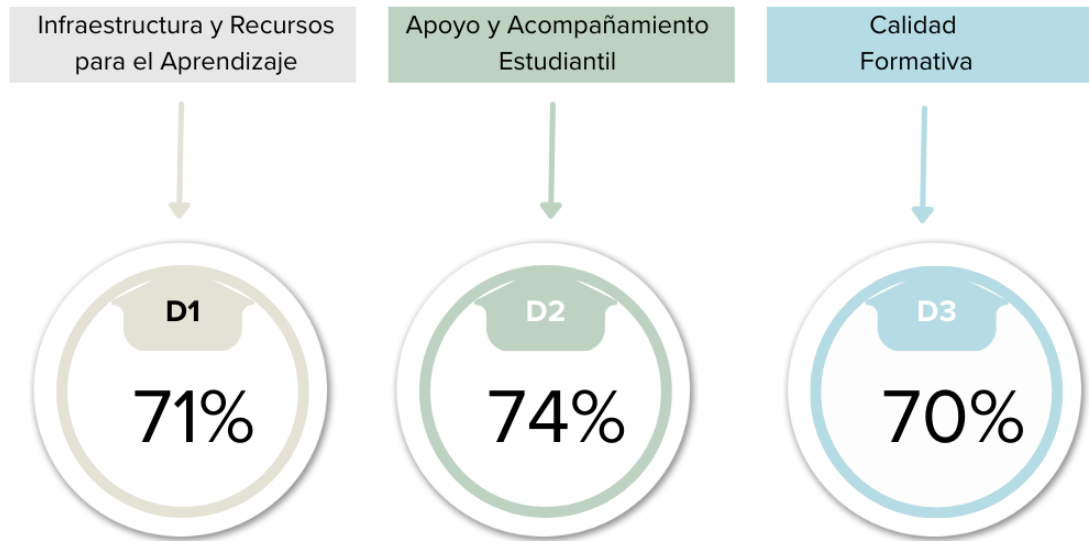 Infraestructura y Recursos
para el Aprendizaje
Apoyo y Acompañamiento
Estudiantil
Calidad
Formativa
D1
71%
D2
74%
D3
70%